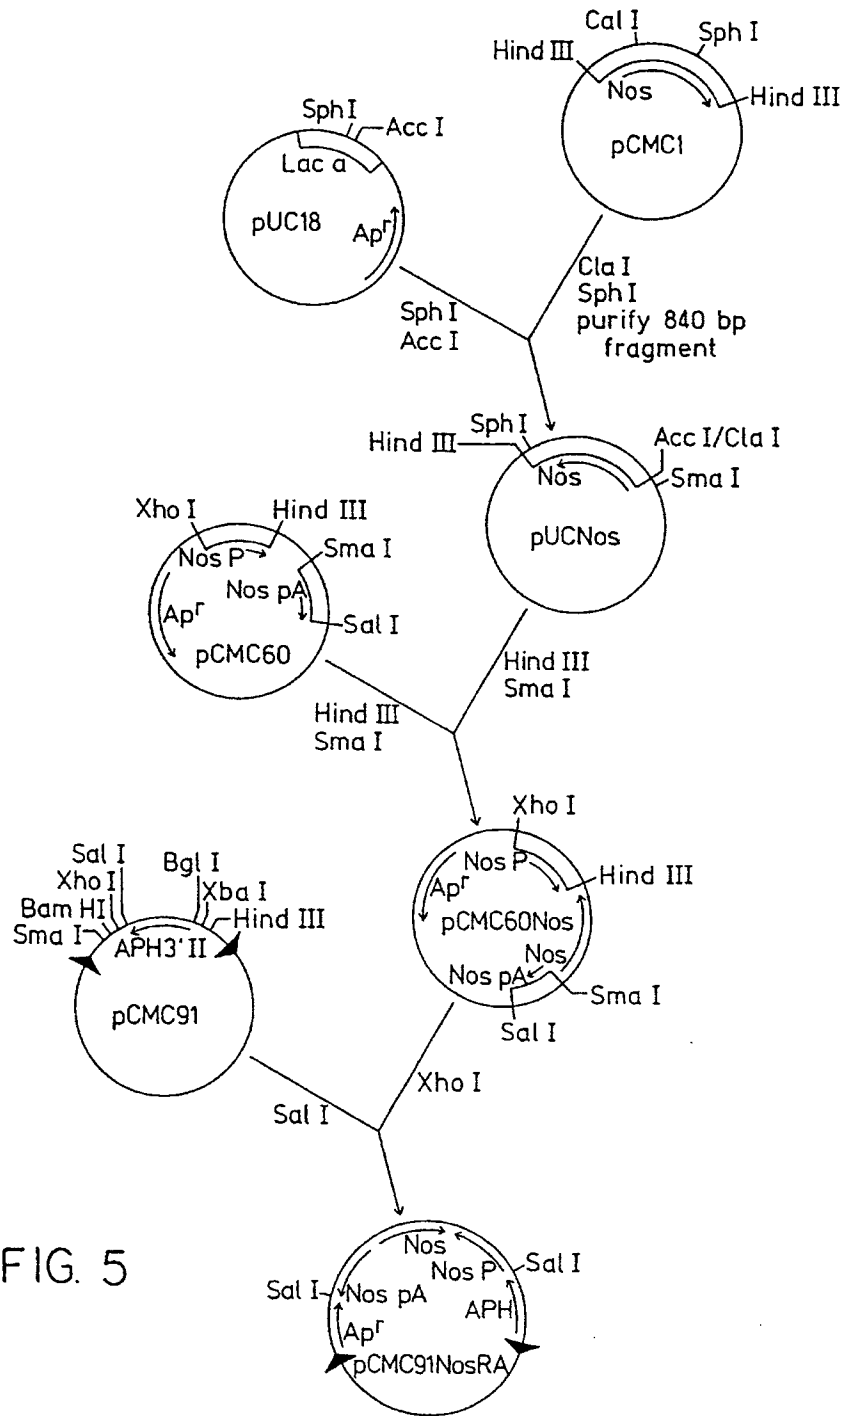 Cal I
Sph I
Hind III
Nos
Hind III
pCMC1
Sph I
Acc I
Lac a
pUC18
Apr
Cla I
Sph I
purify 840 bp
fragment
Sph I
Acc I
Sph I
Hind III
Acc I/Cla I
Nos
Sma I
pUCNos
Xho I
Hind III
Nos P
Sma I
Nos pA
Apr
Sal I
pCMC60
Hind III
Sma I
Hind III
Sma I
Xho I
Nos P
Hind III
Apr
pCMC60Nos
Nos
Nos pA
Sma I
Sal I
Sal I
Bgl I
Xho I
Xba I
Bam HI
Hind III
Sma I
APH3'II
pCMC91
Xho I
Sal I
FIG. 5
Nos
Nos P
Sal I
Sal I
Nos pA
APH
Apr
pCMC91NosRA